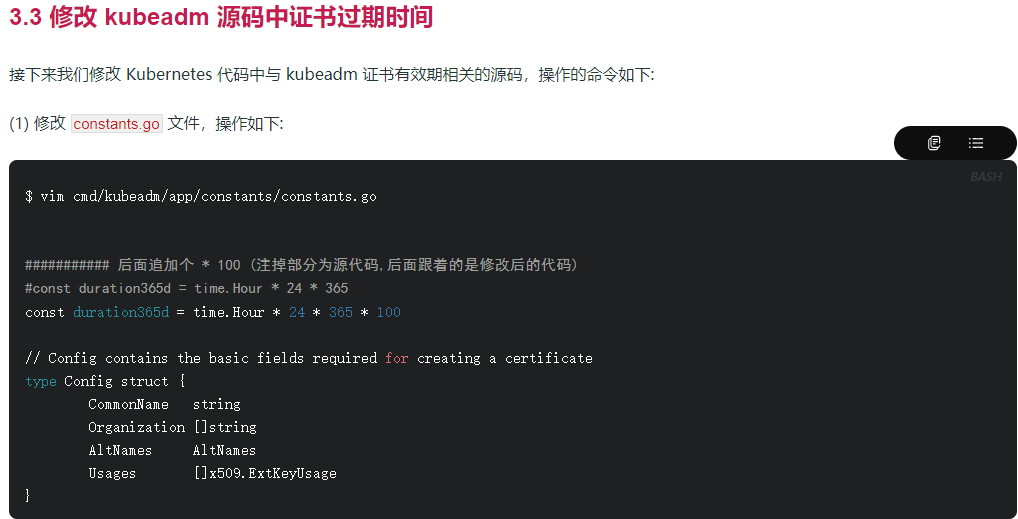 3.3 修改 kubeadm 源码中证书过期时间
接下来我们修改 Kubernetes 代码中与 kubeadm 证书有效期相关的源码，操作的命令如下:
(1) 修改 constants.go 文件，操作如下:
BASH
$ vim cmd/kubeadm/app/constants/constants.go
########### 后面追加个 * 100 (注掉部分为源代码,后面跟着的是修改后的代码)
#const duration365d = time.Hour * 24 * 365
const duration365d = time.Hour * 24 * 365 * 100
// Config contains the basic fields required for creating a certificate
type Config struct {
        CommonName   string
        Organization []string
        AltNames     AltNames
        Usages       []x509.ExtKeyUsage
}